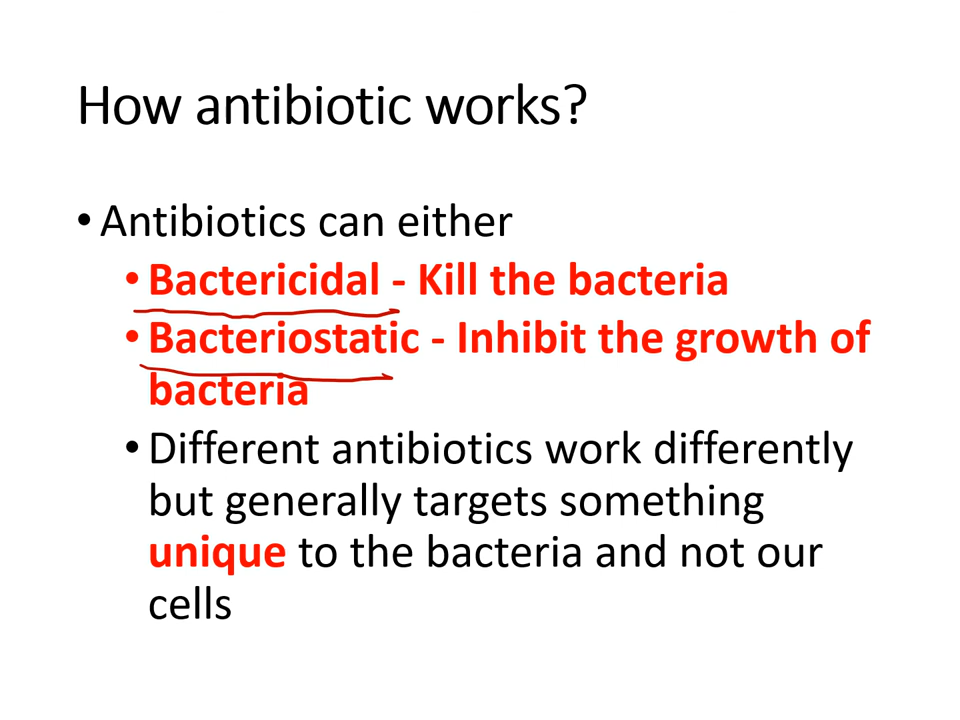 How antibiotic works?
• Antibiotics can either
• Bactericidal - Kill the bacteria
• Bacteriostatic - Inhibit the growth of
bacteria
• Different antibiotics work differently
but generally targets something
unique to the bacteria and not our
cells